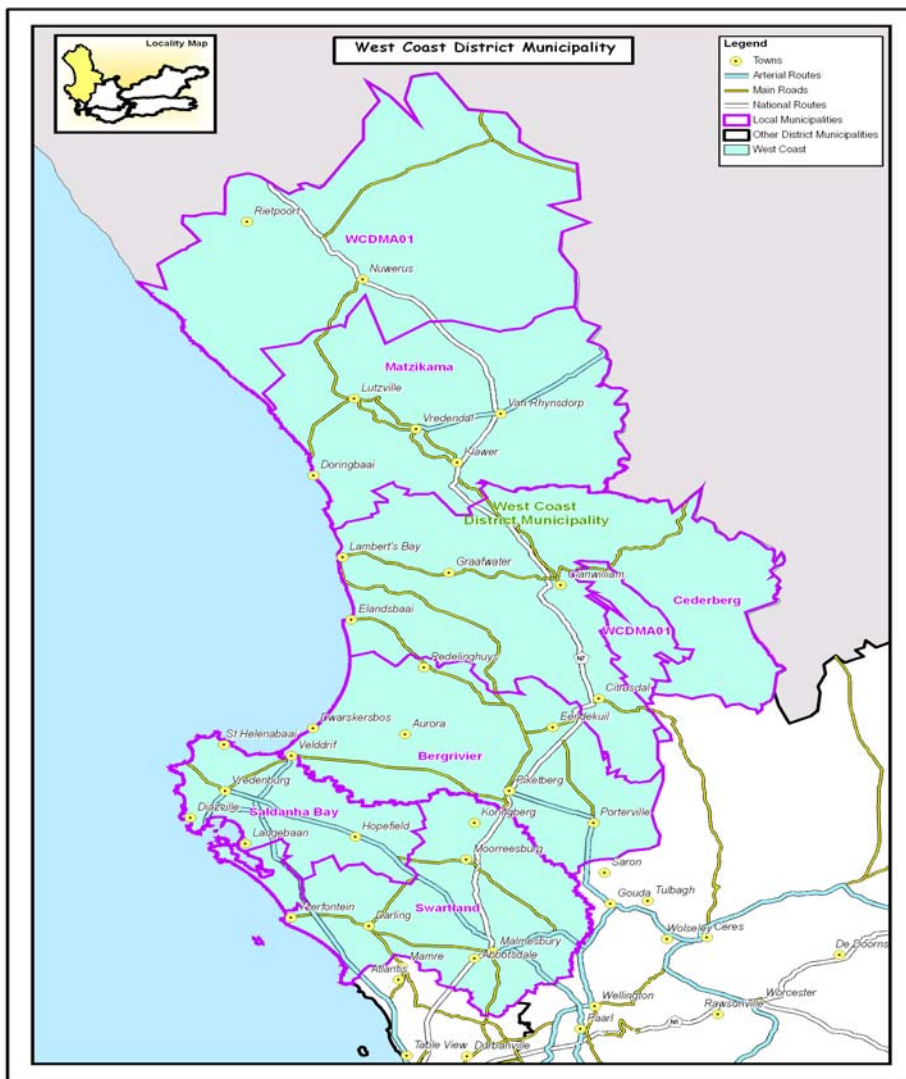 Locality Map
West Coast District Municipality
Legend
Towns
Arterial Routes
Main Roads
National Routes
Local Municipalities
Other District Municipalities
West Coast
Rietpoort
WCDMA01
Nuwerus
Matzikama
Lutzville
Vredendal
Van Rhynsdorp
Klawer
Doringbaai
West Coast
District Municipality
Lambert's Bay
Graafwater
Clanwilliam
Cederberg
Elandsbaai
WCDMA01
Redelinghuys
N7
Citrusdal
Dwarskersbos
Aurora
Eendekuil
St Helenabaai
Velddrif
Bergrivier
Vredenburg
Piketberg
Diazville
Saldanha Bay
Koringberg
Porterville
Langebaan
Hopefield
Moorreesburg
Saron
Gouda
Tulbagh
Yzerfontein
Swartland
Darling
Wolseley
Ceres
Malmesbury
Abbotsdale
De Doorns
Mamre
Atlantis
Wellington
Worcester
Rawsonville
Paarl
N1
Table View
Durbanville